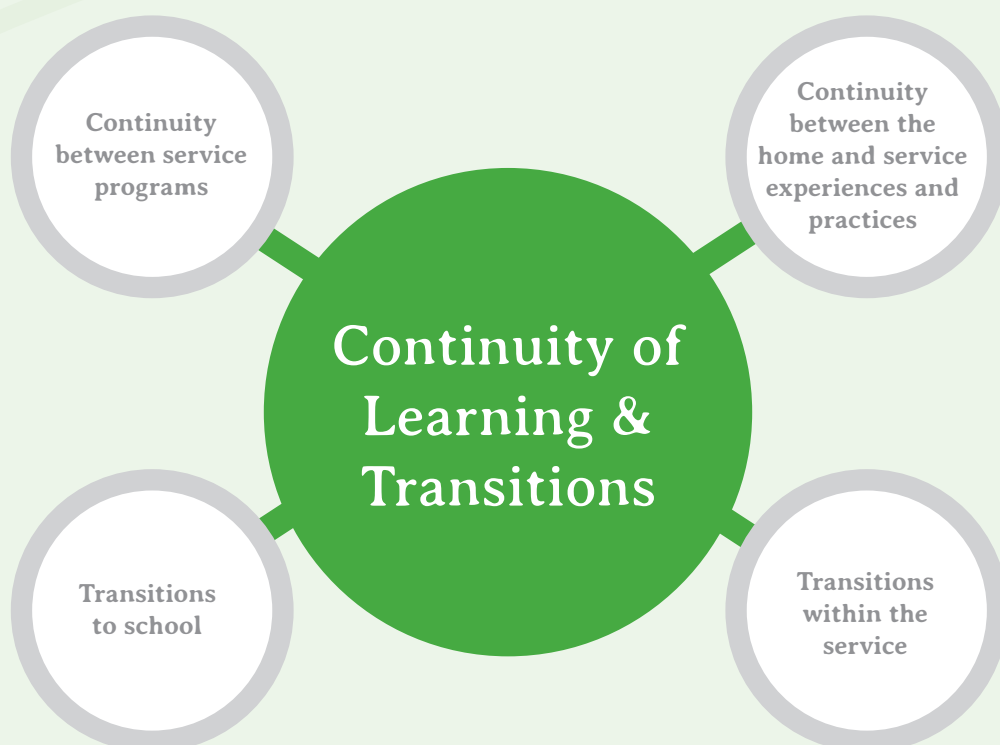 Continuity
between service
programs
Continuity
between the
home and service
experiences and
practices
Continuity of
Learning &
Transitions
Transitions
to school
Transitions
within the
service